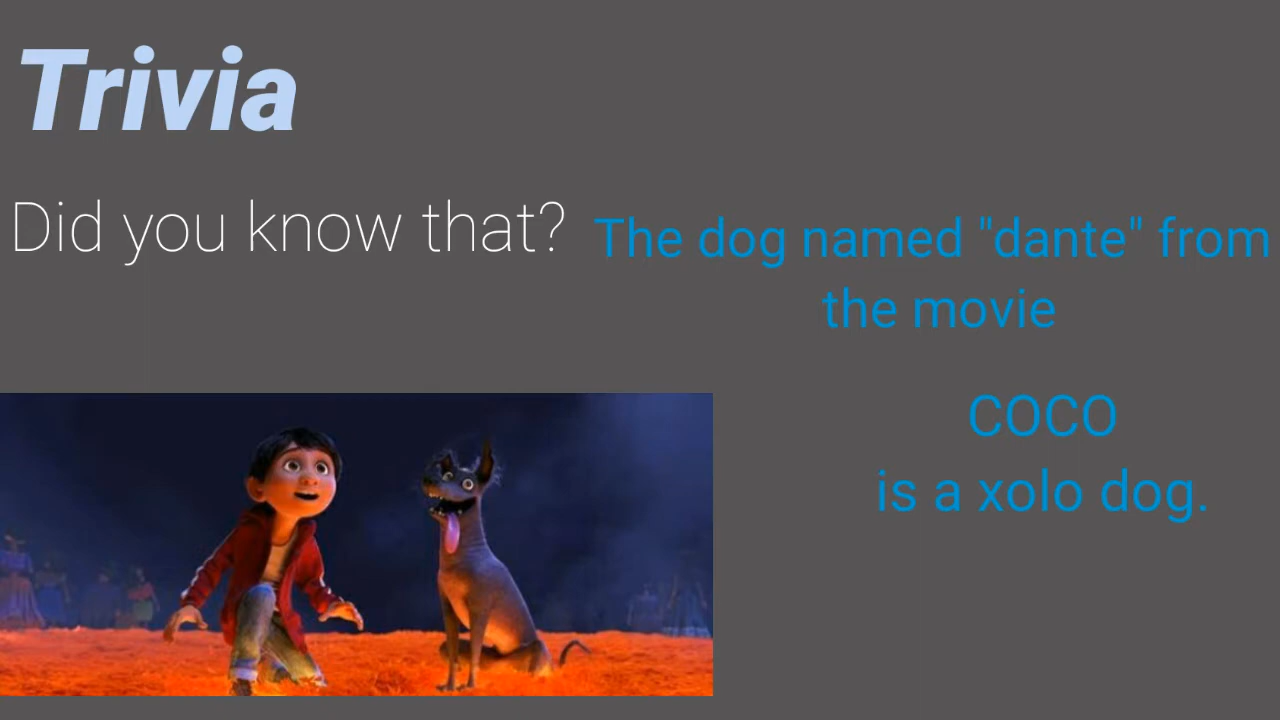 Trivia
Did you know that?
The dog named "dante" from
the movie
COCO
is a xolo dog.